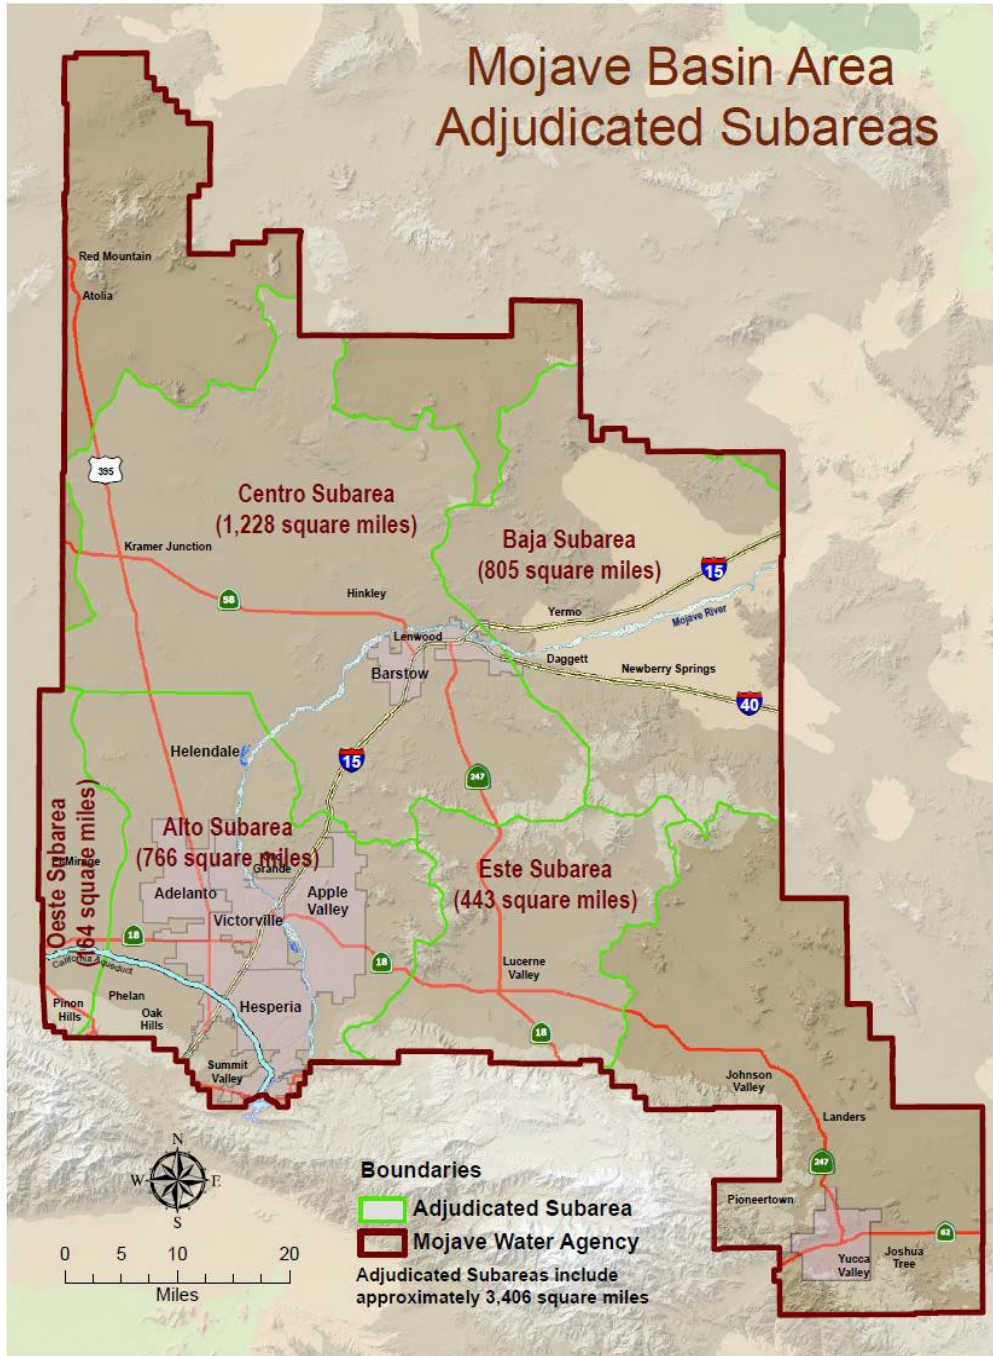 Mojave Basin Area
Adjudicated Subareas
Red Mountain
Atolia
395
Centro Subarea
(1,228 square miles)
Baja Subarea
(805 square miles)
Kramer Junction
15
58
Hinkley
Yermo
Mojave River
Lenwood
Daggett
Barstow
Newberry Springs
40
Helendale
15
247
Oeste Subarea
(164 square miles)
Alto Subarea
(766 square miles)
Este Subarea
(443 square miles)
El Mirage
Oro
Grande
Adelanto
Apple
Valley
Victorville
18
California Aqueduct
18
Lucerne
Valley
Pinon
Hills
Phelan
Oak
Hills
Hesperia
18
Summit
Valley
Johnson
Valley
Landers
247
Pioneertown
62
Yucca
Valley
Joshua
Tree
N
W
E
S
0 5 10 20
Miles
Boundaries
Adjudicated Subarea
Mojave Water Agency
Adjudicated Subareas include
approximately 3,406 square miles